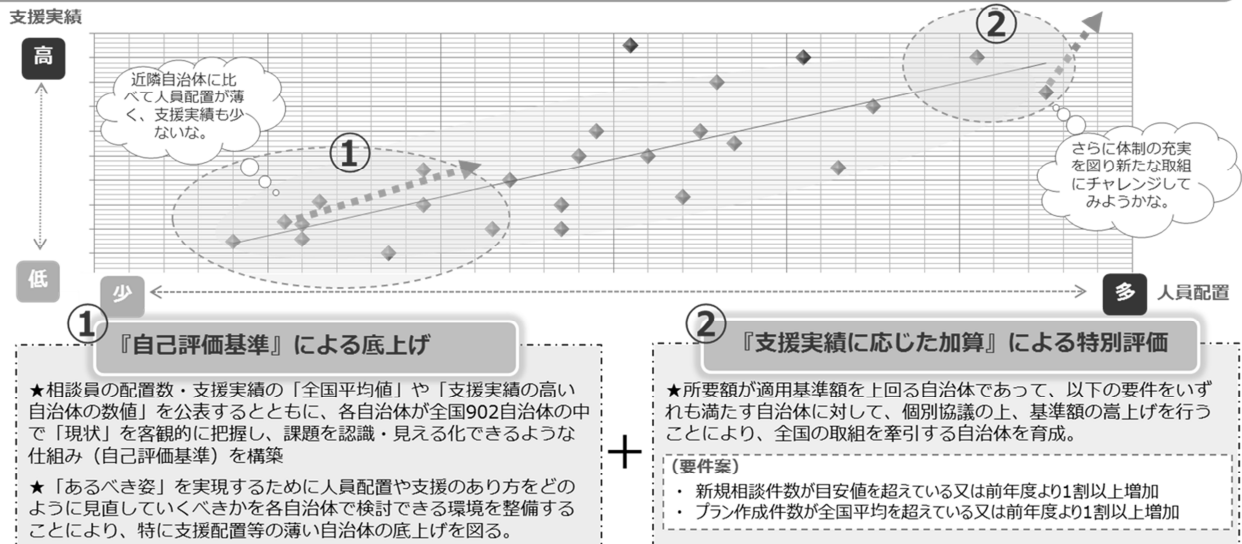 支援実績
高
近隣自治体に比
べて人員配置が薄
く、支援実績も少
ないな。
①
②
さらに体制の充実
を図り新たな取組
にチャレンジして
みようかな。
低
少
多
人員配置
①
『自己評価基準』による底上げ
★相談員の配置数・支援実績の「全国平均値」や「支援実績の高い
自治体の数値」を公表するとともに、各自治体が全国902自治体の中
で「現状」を客観的に把握し、課題を認識・見える化できるような
仕組み（自己評価基準）を構築
★「あるべき姿」を実現するために人員配置や支援のあり方をどの
ように見直していくべきかを各自治体で検討できる環境を整備する
ことにより、特に支援配置等の薄い自治体の底上げを図る。
＋
②
『支援実績に応じた加算』による特別評価
★所要額が適用基準額を上回る自治体であって、以下の要件をいず
れも満たす自治体に対して、個別協議の上、基準額の嵩上げを行う
ことにより、全国の取組を牽引する自治体を育成。
（要件案）
・ 新規相談件数が目安値を超えている又は前年度より1割以上増加
・ プラン作成件数が全国平均を超えている又は前年度より1割以上増加